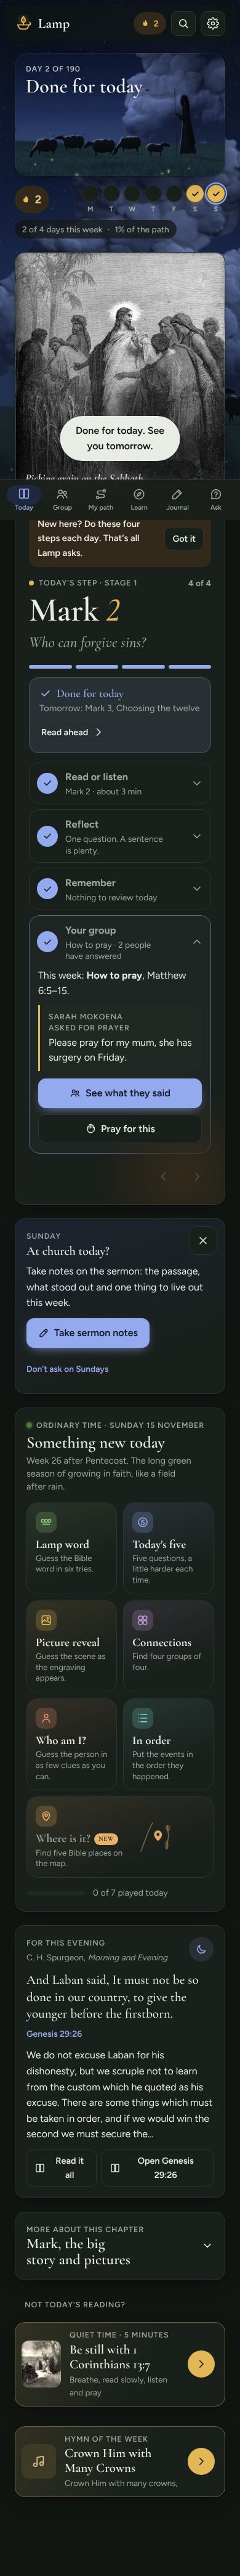 Lamp
2
DAY 2 OF 190
Done for today
2
M T W T F S S
2 of 4 days this week · 1% of the path
Done for today. See
you tomorrow.
Picking grain on the Sabbath
Today Group My path Learn Journal Ask
New here? Do these four
steps each day. That's all
Lamp asks.
Got it
TODAY'S STEP · STAGE 1
4 of 4
Mark 2
Who can forgive sins?
Done for today
Tomorrow: Mark 3, Choosing the twelve
Read ahead
Read or listen
Mark 2 · about 3 min
Reflect
One question. A sentence
is plenty.
Remember
Nothing to review today
Your group
How to pray · 2 people
have answered
This week: How to pray, Matthew
6:5–15.
SARAH MOKOENA
ASKED FOR PRAYER
Please pray for my mum, she has
surgery on Friday.
See what they said
Pray for this
SUNDAY
At church today?
Take notes on the sermon: the passage,
what stood out and one thing to live out
this week.
Take sermon notes
Don't ask on Sundays
ORDINARY TIME · SUNDAY 15 NOVEMBER
Something new today
Week 26 after Pentecost. The long green
season of growing in faith, like a field
after rain.
Lamp word
Guess the Bible
word in six tries.
Today's five
Five questions, a
little harder each
time.
Picture reveal
Guess the scene as
the engraving
appears.
Connections
Find four groups of
four.
Who am I?
Guess the person in
as few clues as you
can.
In order
Put the events in
the order they
happened.
Where is it? NEW
Find five Bible places on
the map.
0 of 7 played today
FOR THIS EVENING
C. H. Spurgeon, Morning and Evening
And Laban said, It must not be so
done in our country, to give the
younger before the firstborn.
Genesis 29:26
We do not excuse Laban for his
dishonesty, but we scruple not to learn
from the custom which he quoted as his
excuse. There are some things which must
be taken in order, and if we would win the
second we must secure the…
Read it
all
Open Genesis
29:26
MORE ABOUT THIS CHAPTER
Mark, the big
story and pictures
NOT TODAY'S READING?
QUIET TIME · 5 MINUTES
Be still with 1
Corinthians 13:7
Breathe, read slowly, listen
and pray
HYMN OF THE WEEK
Crown Him with
Many Crowns
Crown Him with many crowns,